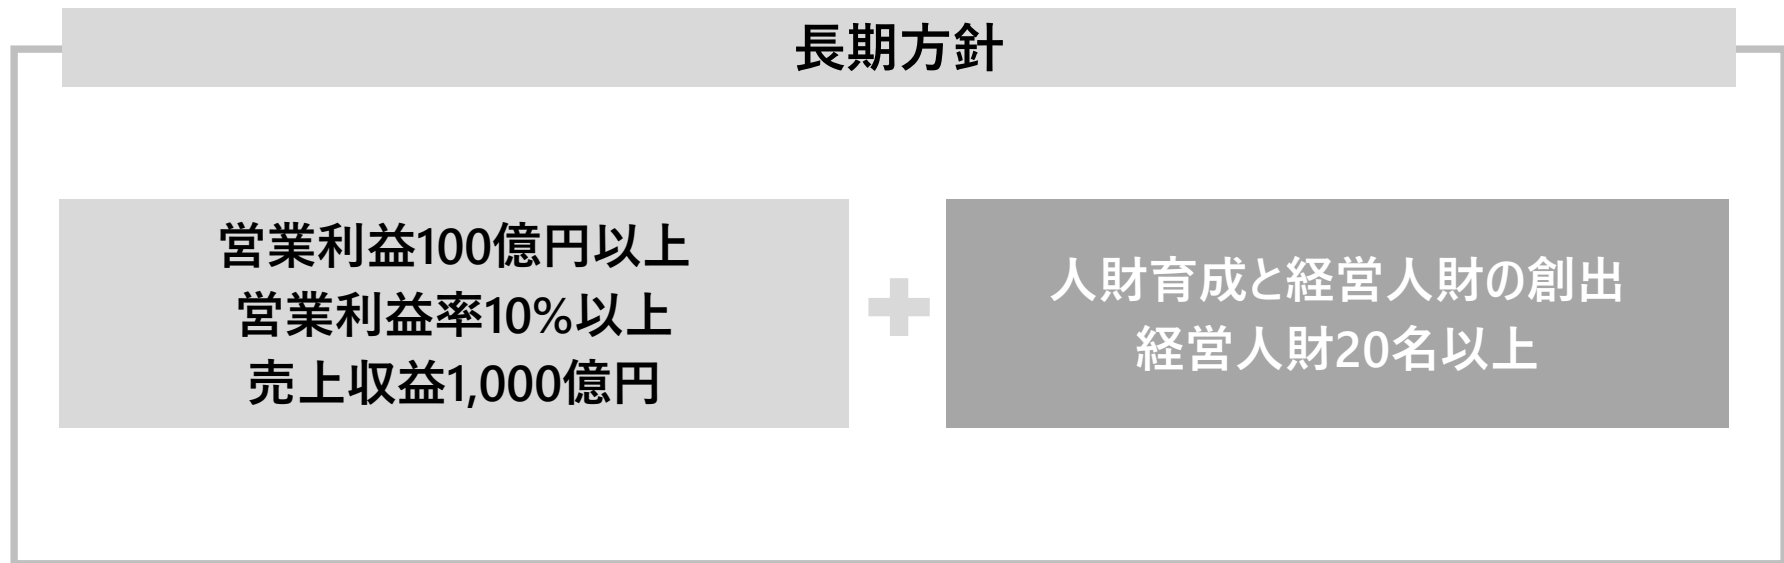 長期方針
営業利益100億円以上
営業利益率10%以上
売上収益1,000億円
人財育成と経営人財の創出
経営人財20名以上